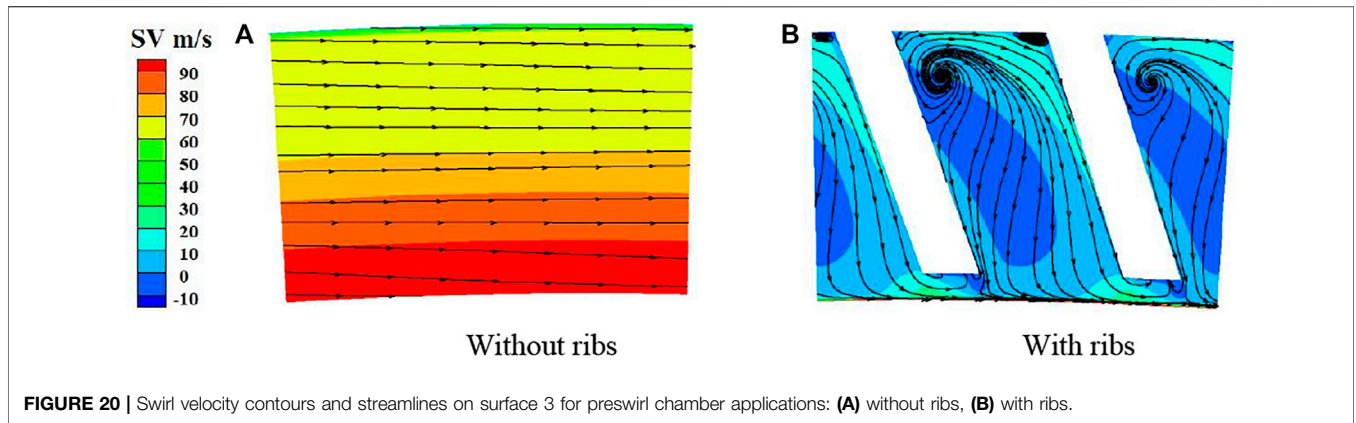 SV m/s
90
80
70
60
50
40
30
20
10
0
-10
A
B
Without ribs
With ribs
FIGURE 20 | Swirl velocity contours and streamlines on surface 3 for preswirl chamber applications: (A) without ribs, (B) with ribs.